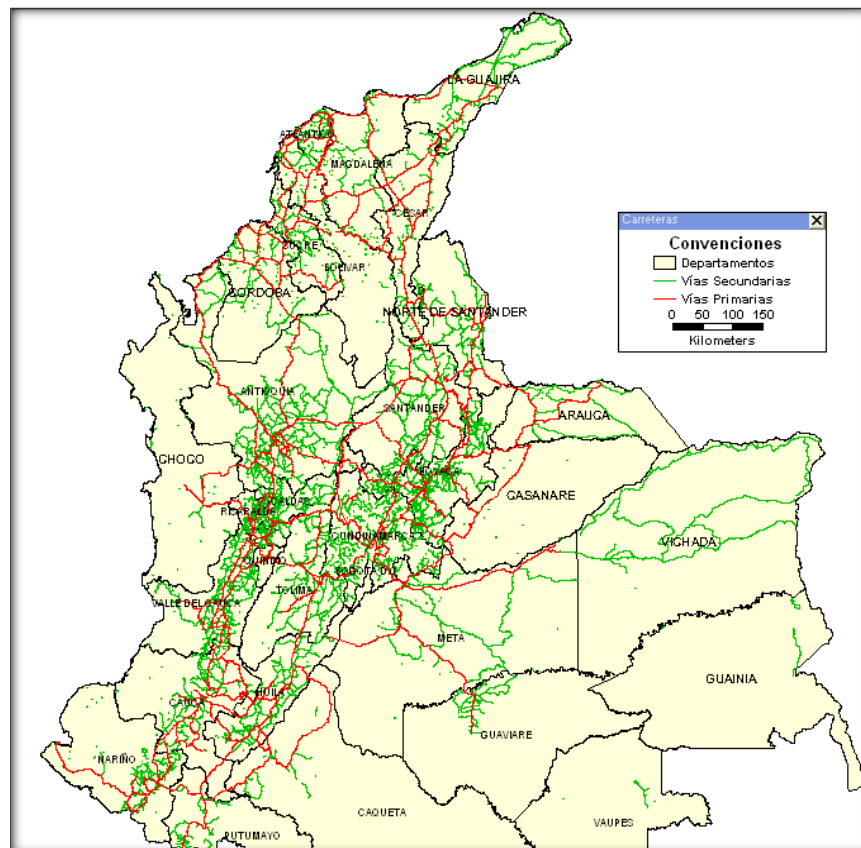 LA GUAJIRA
ATLANTICO
MAGDALENA
CESAR
Carreteras
Convenciones
Departamentos
Vías Secundarias
Vías Primarias
0 50 100 150
Kilometers
SUCRE
BOLIVAR
CORDOBA
NORTE DE SANTANDER
ANTIOQUIA
SANTANDER
ARAUCA
CHOCO
BOYACA
CASANARE
CALDAS
RISARALDA
CUNDINAMARCA
VICHADA
QUINDIO
BOGOTA D.C.
TOLIMA
VALLE DEL CAUCA
META
GUAINIA
HUILA
CAUCA
GUAVIARE
NARIÑO
CAQUETA
VAUPES
PUTUMAYO